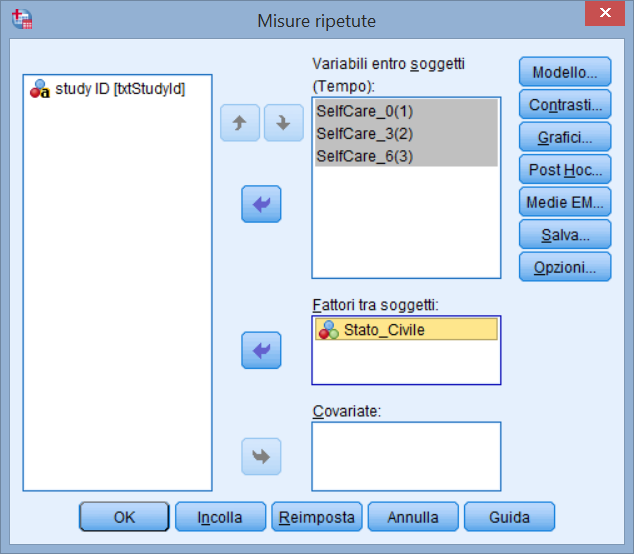 Misure ripetute
study ID [txtStudyId]
Variabili entro soggetti
(Tempo):
SelfCare_0(1)
SelfCare_3(2)
SelfCare_6(3)
Fattori tra soggetti:
Stato_Civile
Covariate:
Modello...
Contrasti...
Grafici...
Post Hoc...
Medie EM...
Salva...
Opzioni...
OK
Incolla
Reimposta
Annulla
Guida